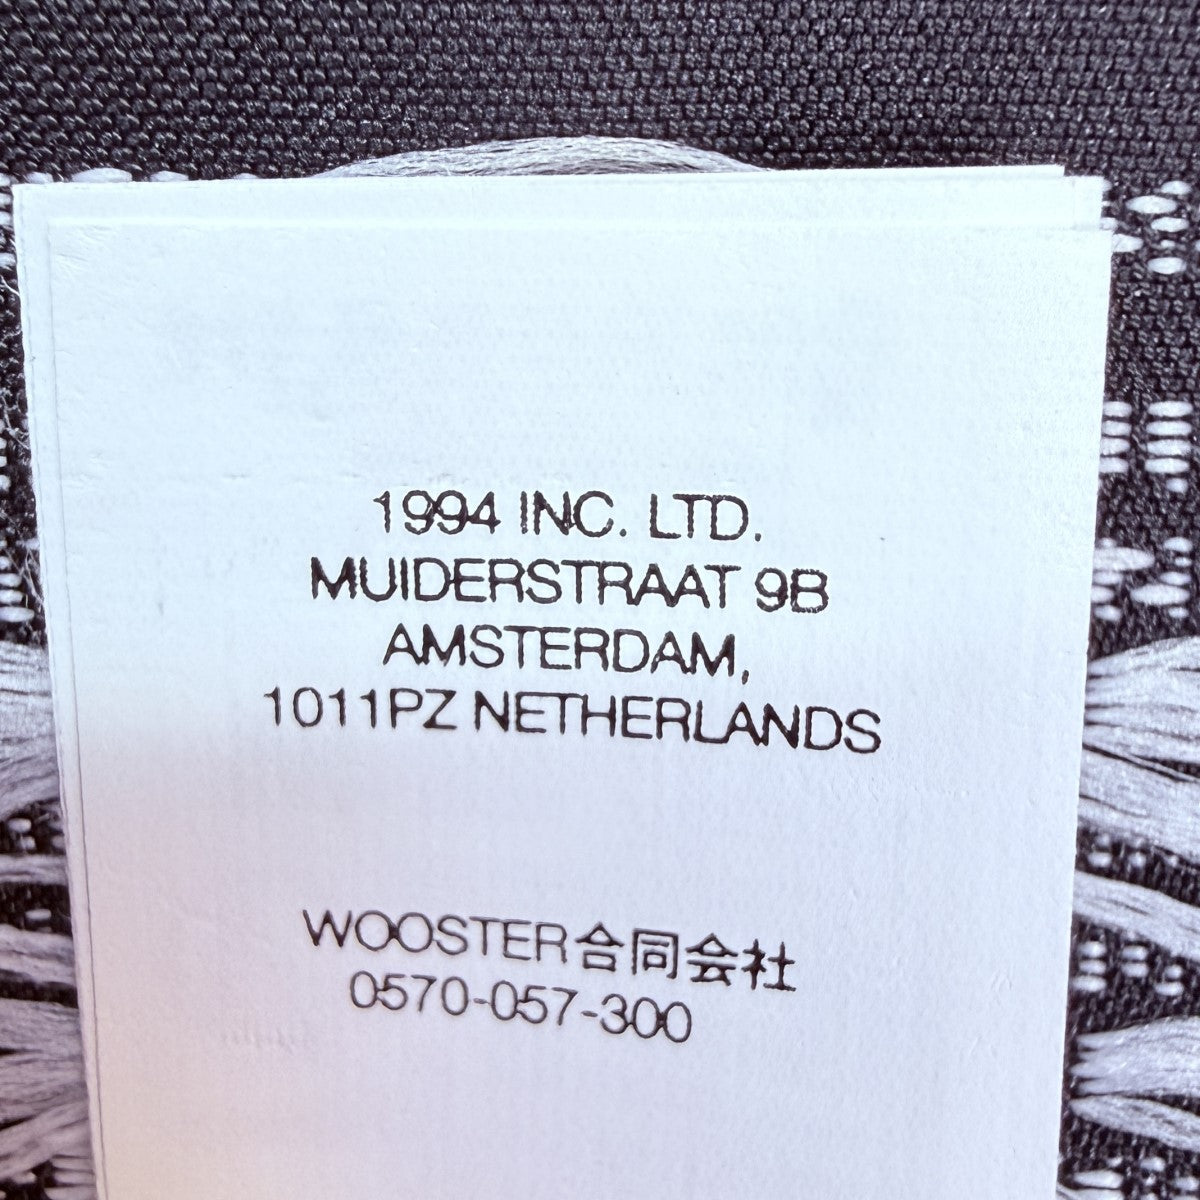 1994 INC. LTD.
MUIDERSTRAAT 9B
AMSTERDAM,
1011PZ NETHERLANDS
WOOSTER合同会社
0570-057-300